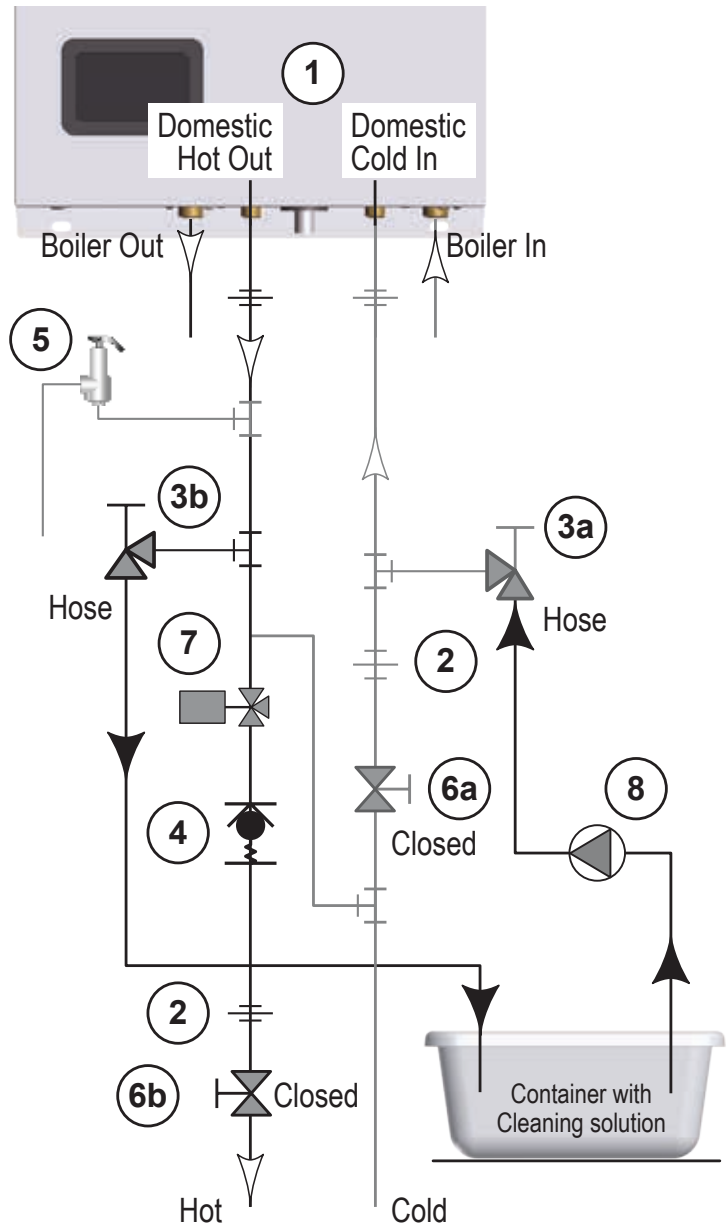 1
Domestic
Hot Out
Domestic
Cold In
Boiler Out
Boiler In
5
3b
3a
Hose
Hose
7
2
6a
8
4
Closed
2
6b
Closed
Container with
Cleaning solution
Hot
Cold